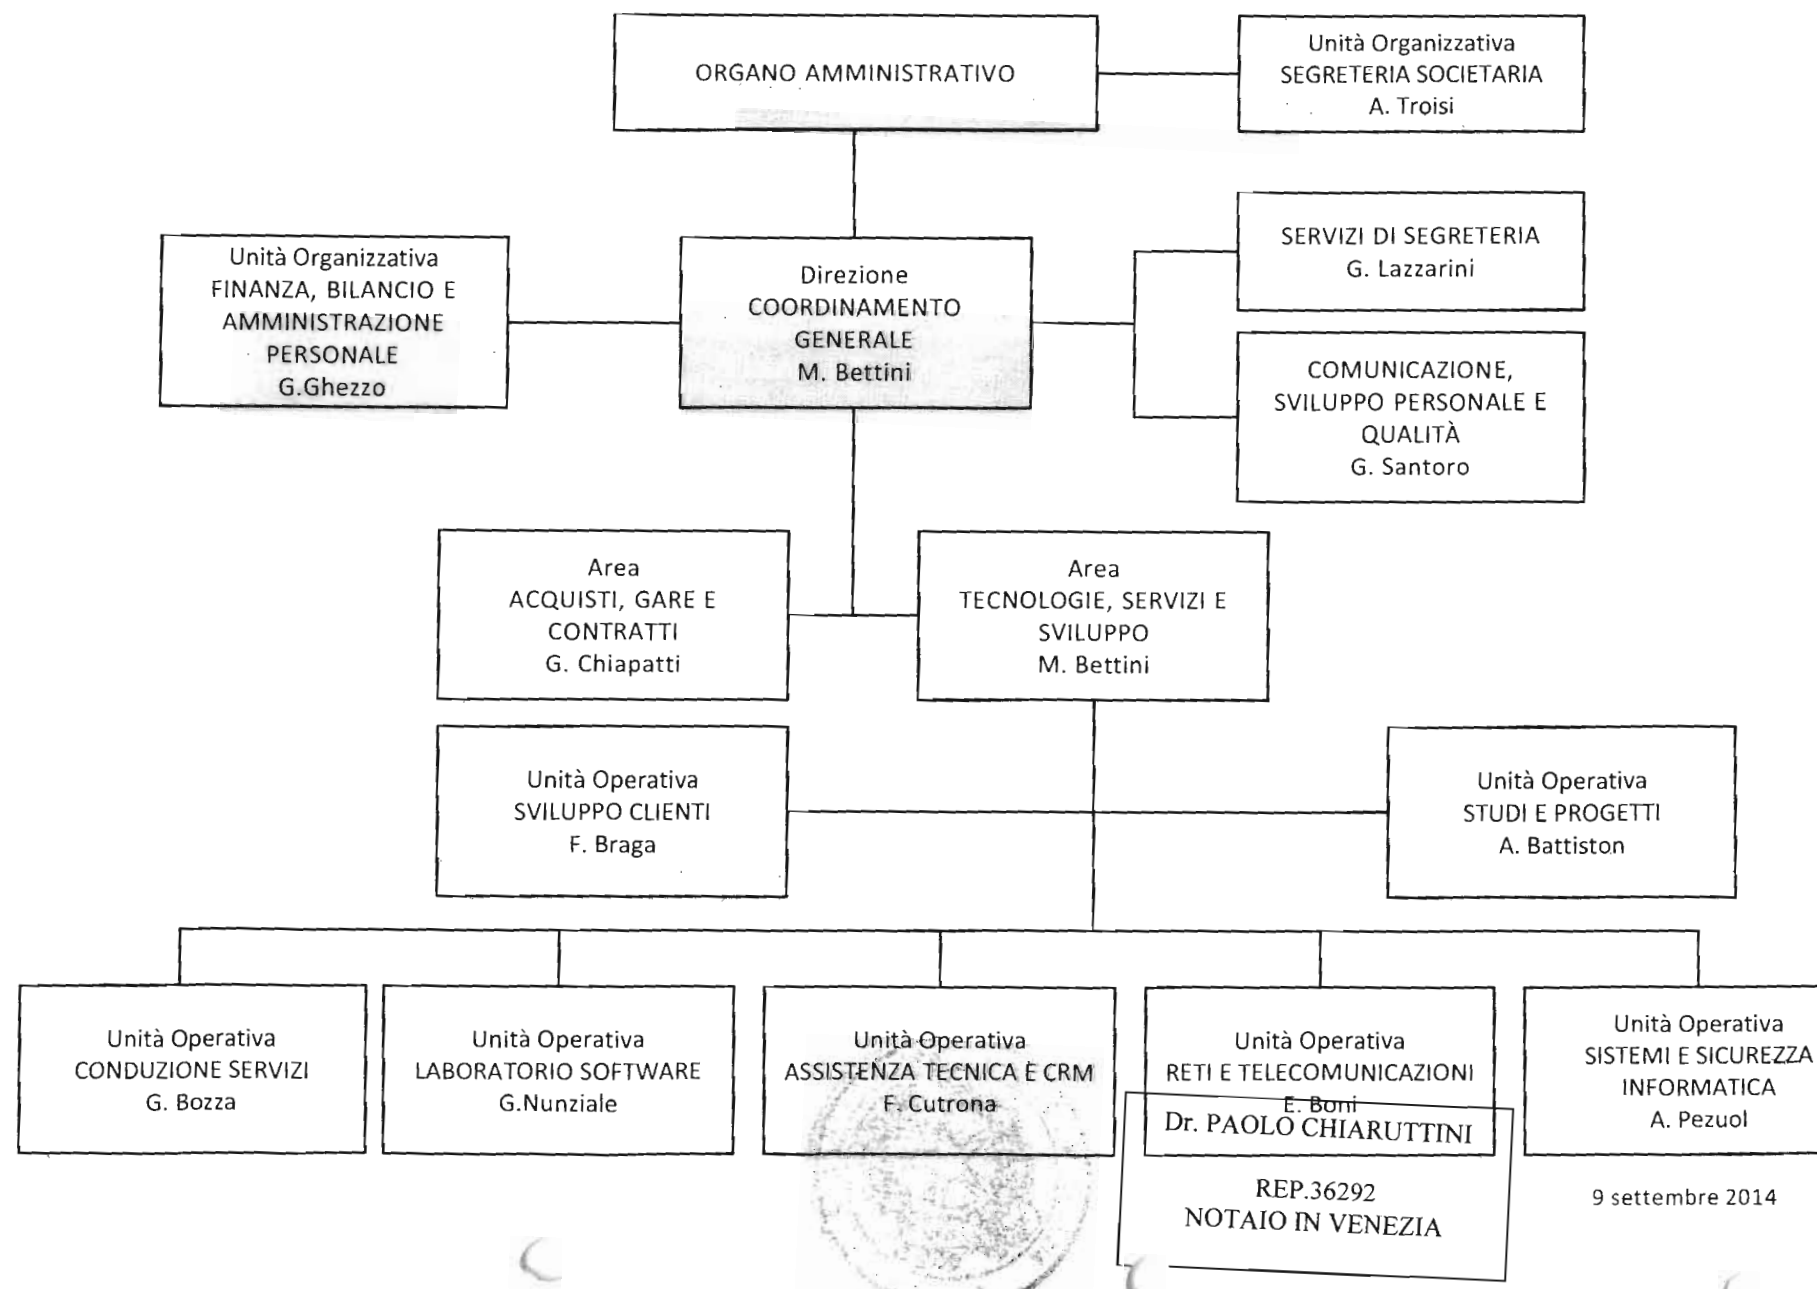 ORGANO AMMINISTRATIVO
Unità Organizzativa
SEGRETERIA SOCIETARIA
A. Troisi
SERVIZI DI SEGRETERIA
G. Lazzarini
Unità Organizzativa
FINANZA, BILANCIO E
AMMINISTRAZIONE
PERSONALE
G.Ghezzo
Direzione
COORDINAMENTO
GENERALE
M. Bettini
COMUNICAZIONE,
SVILUPPO PERSONALE E
QUALITÀ
G. Santoro
Area
ACQUISTI, GARE E
CONTRATTI
G. Chiapatti
Area
TECNOLOGIE, SERVIZI E
SVILUPPO
M. Bettini
Unità Operativa
SVILUPPO CLIENTI
F. Braga
Unità Operativa
STUDI E PROGETTI
A. Battiston
Unità Operativa
CONDUZIONE SERVIZI
G. Bozza
Unità Operativa
LABORATORIO SOFTWARE
G.Nunziale
Unità Operativa
ASSISTENZA TECNICA E CRM
F. Cutrona
Unità Operativa
RETI E TELECOMUNICAZIONI
E. Boni
Unità Operativa
SISTEMI E SICUREZZA
INFORMATICA
A. Pezuol
Dr. PAOLO CHIARUTTINI
REP.36292
NOTAIO IN VENEZIA
9 settembre 2014